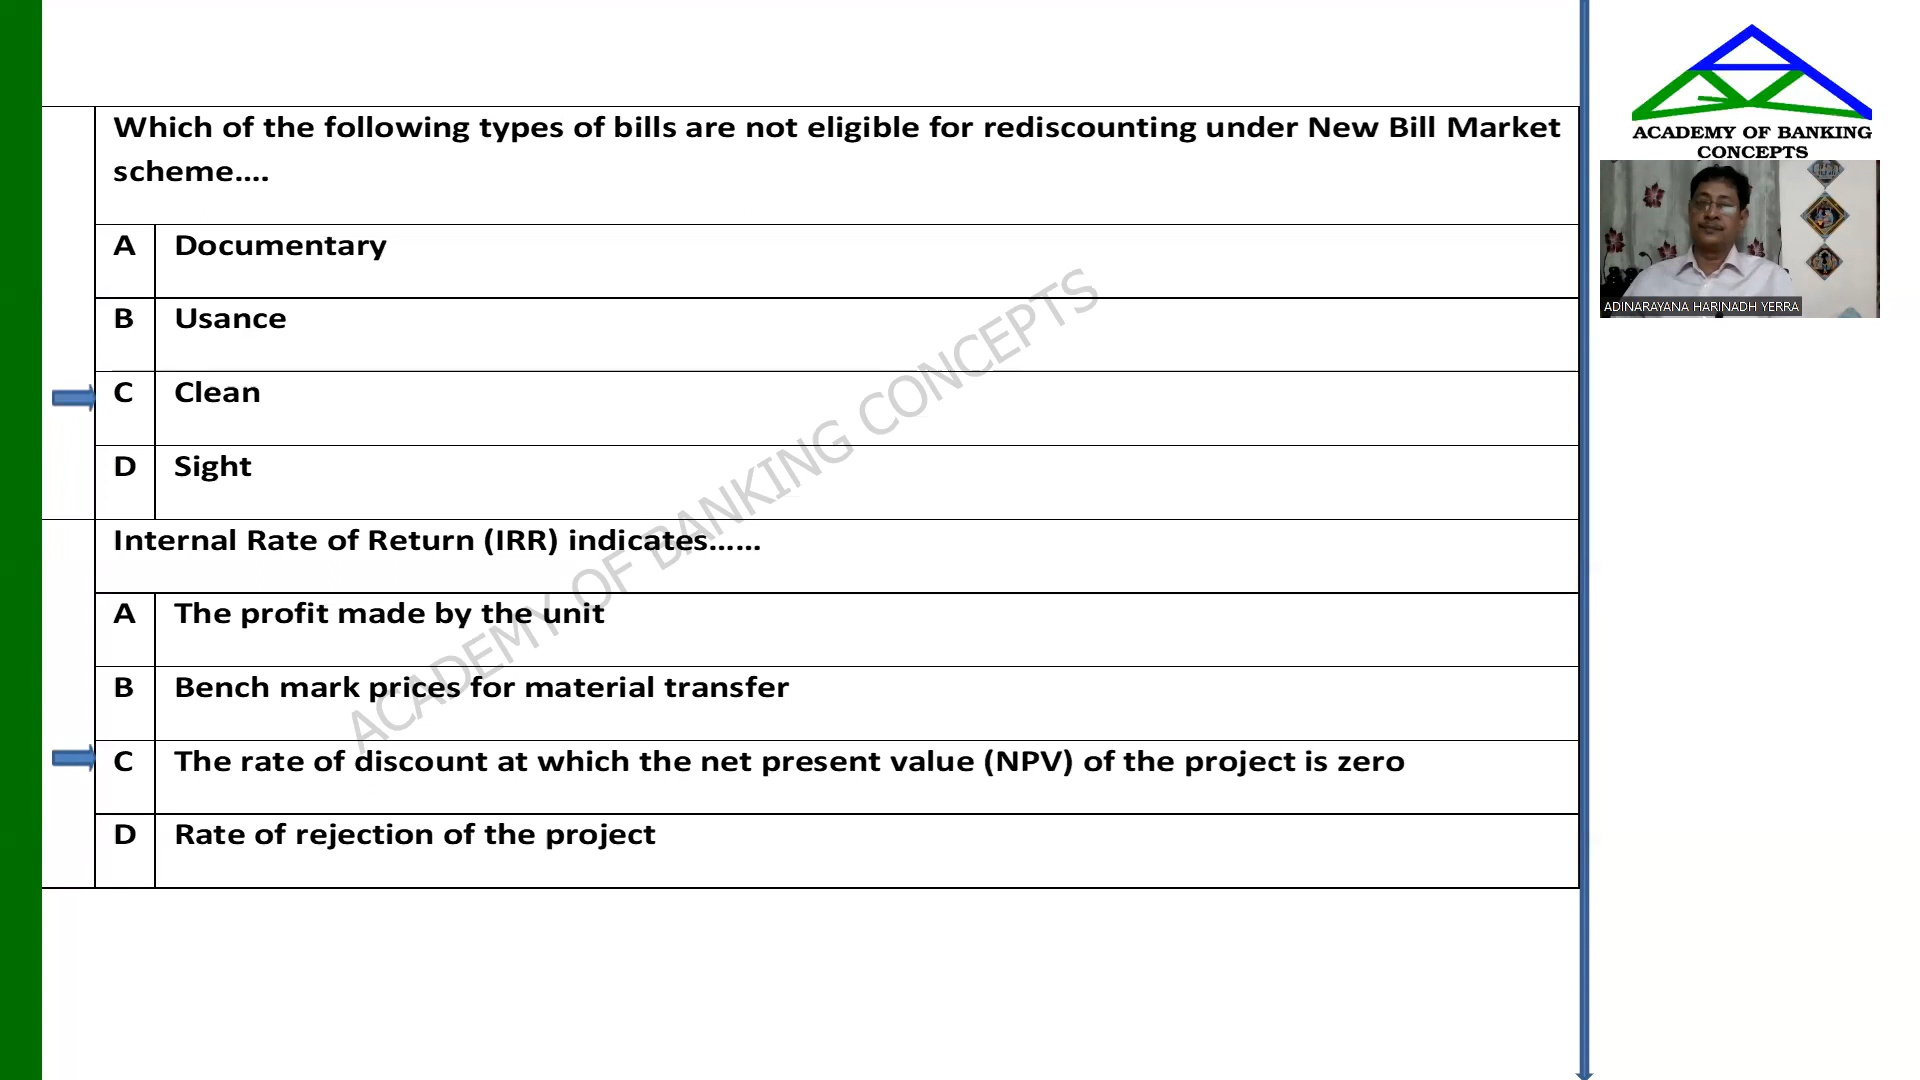 Which of the following types of bills are not eligible for rediscounting under New Bill Market
scheme....
A Documentary
B Usance
C Clean
D Sight
Internal Rate of Return (IRR) indicates......
A The profit made by the unit
B Bench mark prices for material transfer
C The rate of discount at which the net present value (NPV) of the project is zero
D Rate of rejection of the project
ACADEMY OF BANKING CONCEPTS
ACADEMY OF BANKING
CONCEPTS
ADINARAYANA HARINADH YERRA